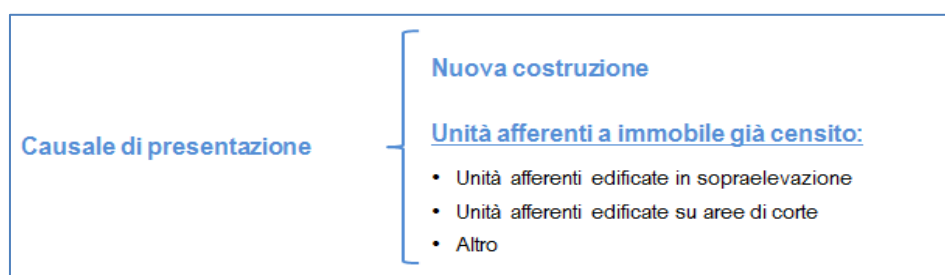 Nuova costruzione
Causale di presentazione
Unità afferenti a immobile già censito:
• Unità afferenti edificate in sopraelevazione
• Unità afferenti edificate su aree di corte
• Altro